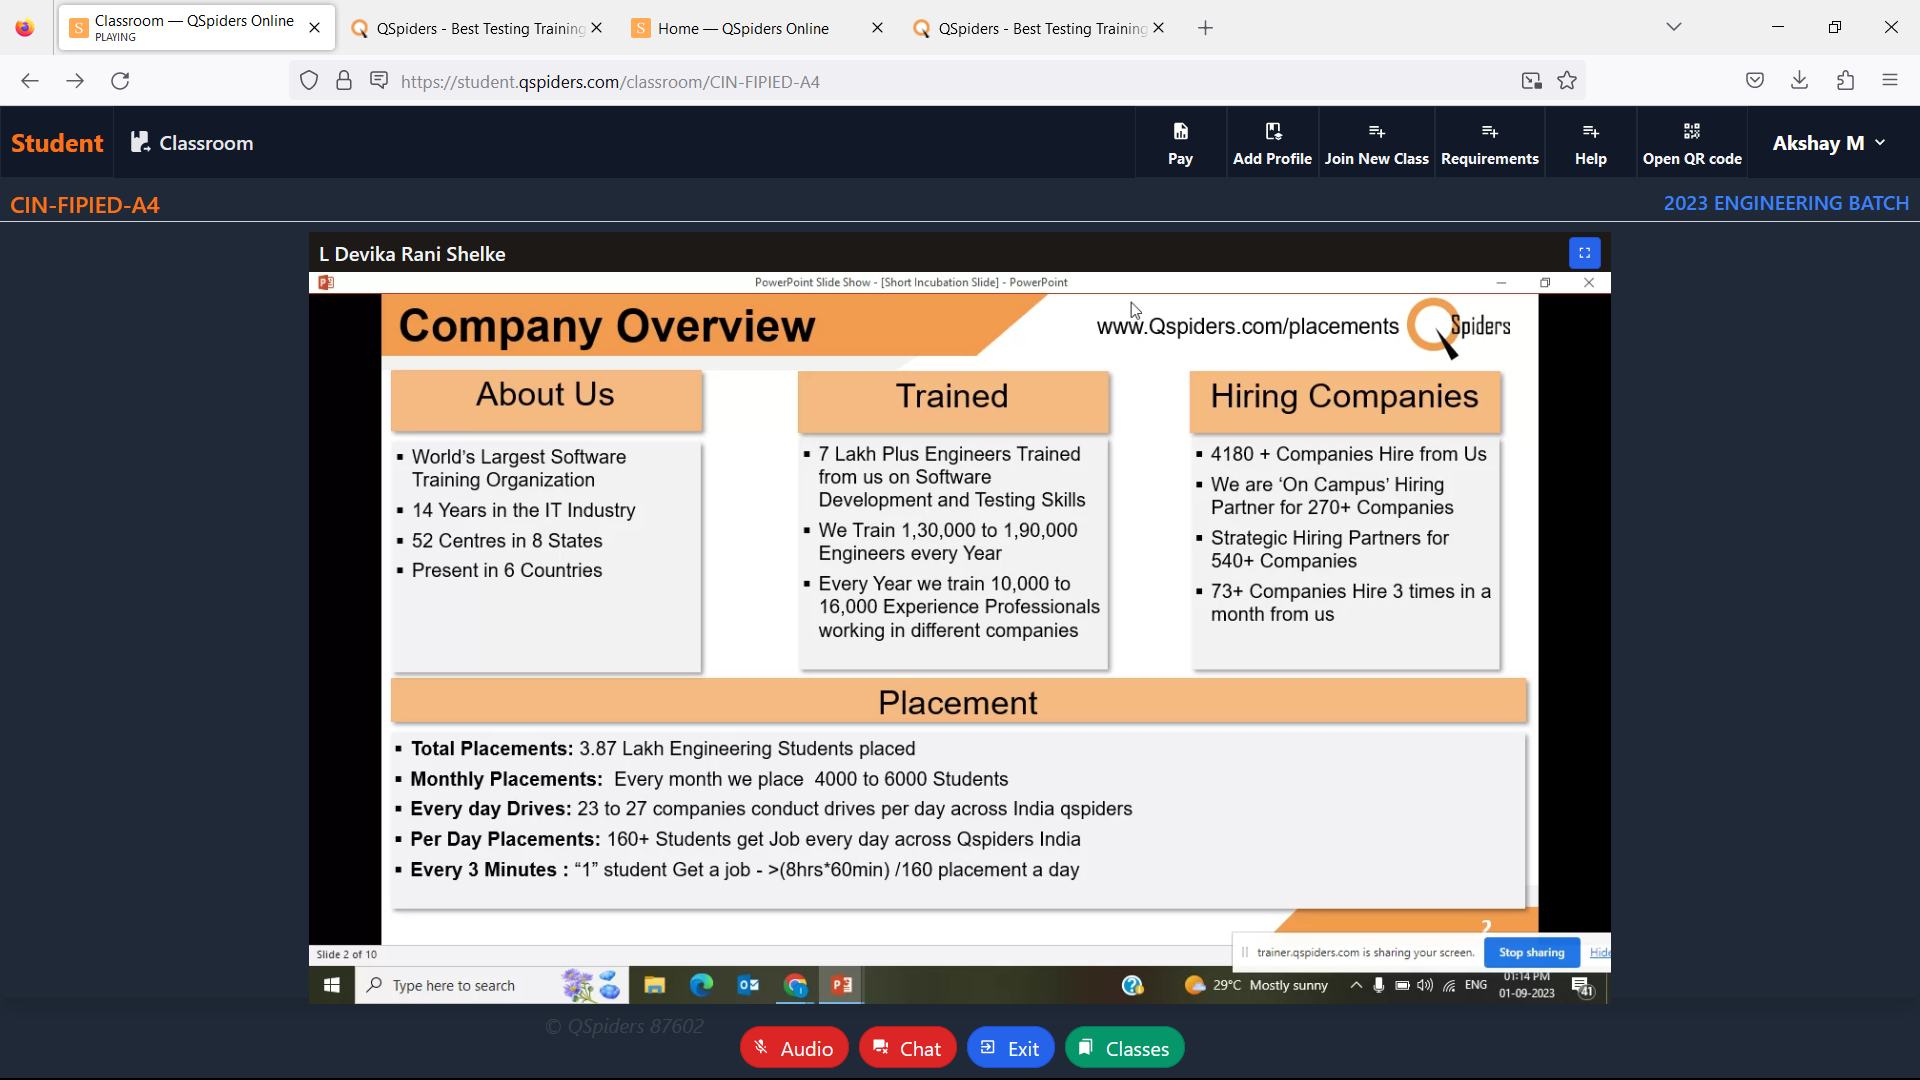 Classroom — QSpiders Online
PLAYING
QSpiders - Best Testing Training
Home — QSpiders Online
QSpiders - Best Testing Training
https://student.qspiders.com/classroom/CIN-FIPIED-A4
Student
Classroom
Pay
Add Profile
Join New Class
Requirements
Help
Open QR code
Akshay M
CIN-FIPIED-A4
2023 ENGINEERING BATCH
L Devika Rani Shelke
PowerPoint Slide Show - [Short Incubation Slide] - PowerPoint
Company Overview
www.Qspiders.com/placements
QSpiders
About Us
▪ World's Largest Software
Training Organization
▪ 14 Years in the IT Industry
▪ 52 Centres in 8 States
▪ Present in 6 Countries
Trained
▪ 7 Lakh Plus Engineers Trained
from us on Software
Development and Testing Skills
▪ We Train 1,30,000 to 1,90,000
Engineers every Year
▪ Every Year we train 10,000 to
16,000 Experience Professionals
working in different companies
Hiring Companies
▪ 4180 + Companies Hire from Us
▪ We are ‘On Campus’ Hiring
Partner for 270+ Companies
▪ Strategic Hiring Partners for
540+ Companies
▪ 73+ Companies Hire 3 times in a
month from us
Placement
▪ Total Placements: 3.87 Lakh Engineering Students placed
▪ Monthly Placements: Every month we place 4000 to 6000 Students
▪ Every day Drives: 23 to 27 companies conduct drives per day across India qspiders
▪ Per Day Placements: 160+ Students get Job every day across Qspiders India
▪ Every 3 Minutes : “1” student Get a job - >(8hrs*60min) /160 placement a day
2
Slide 2 of 10
trainer.qspiders.com is sharing your screen.
Stop sharing
Hide
Type here to search
29°C Mostly sunny
ENG
01:14 PM
01-09-2023
41
© QSpiders 87602
Audio
Chat
Exit
Classes